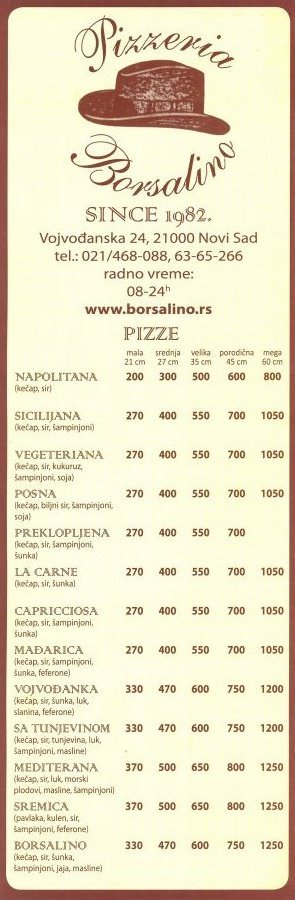 Pizzeria
Borsalino
SINCE 1982.
Vojvođanska 24, 21000 Novi Sad
tel.: 021/468-088, 63-65-266
radno vreme:
08-24h
www.borsalino.rs
PIZZE
mala srednja velika porodična mega
21 cm 27 cm 35 cm 45 cm 60 cm
NAPOLITANA 200 300 500 600 800
(kečap, sir)
SICILIJANA 270 400 550 700 1050
(kečap, sir, šampinjoni)
VEGETERIANA 270 400 550 700 1050
(kečap, sir, kukuruz,
šampinjoni, soja)
POSNA 270 400 550 700 1050
(kečap, biljni sir, šampinjoni,
soja)
PREKLOPLJENA 270 400 550 700
(kečap, sir, šampinjoni,
šunka)
LA CARNE 270 400 550 700 1050
(kečap, sir, šunka)
CAPRICCIOSA 270 400 550 700 1050
(kečap, sir, šampinjoni,
šunka)
MAĐARICA 270 400 550 700 1050
(kečap, sir, šampinjoni,
šunka, feferone)
VOJVOĐANKA 330 470 600 750 1200
(kečap, sir, šunka, luk,
slanina, feferone)
SA TUNJEVINOM 330 470 600 750 1200
(kečap, sir, tunjevina, luk,
šampinjoni, masline)
MEDITERANA 370 500 650 800 1250
(kečap, sir, luk, morski
plodovi, masline, šampinjoni)
SREMICA 370 500 650 800 1250
(pavlaka, kulen, sir,
šampinjoni, feferone)
BORSALINO 330 470 600 750 1250
(kečap, sir, šunka,
šampinjoni, jaja, masline)